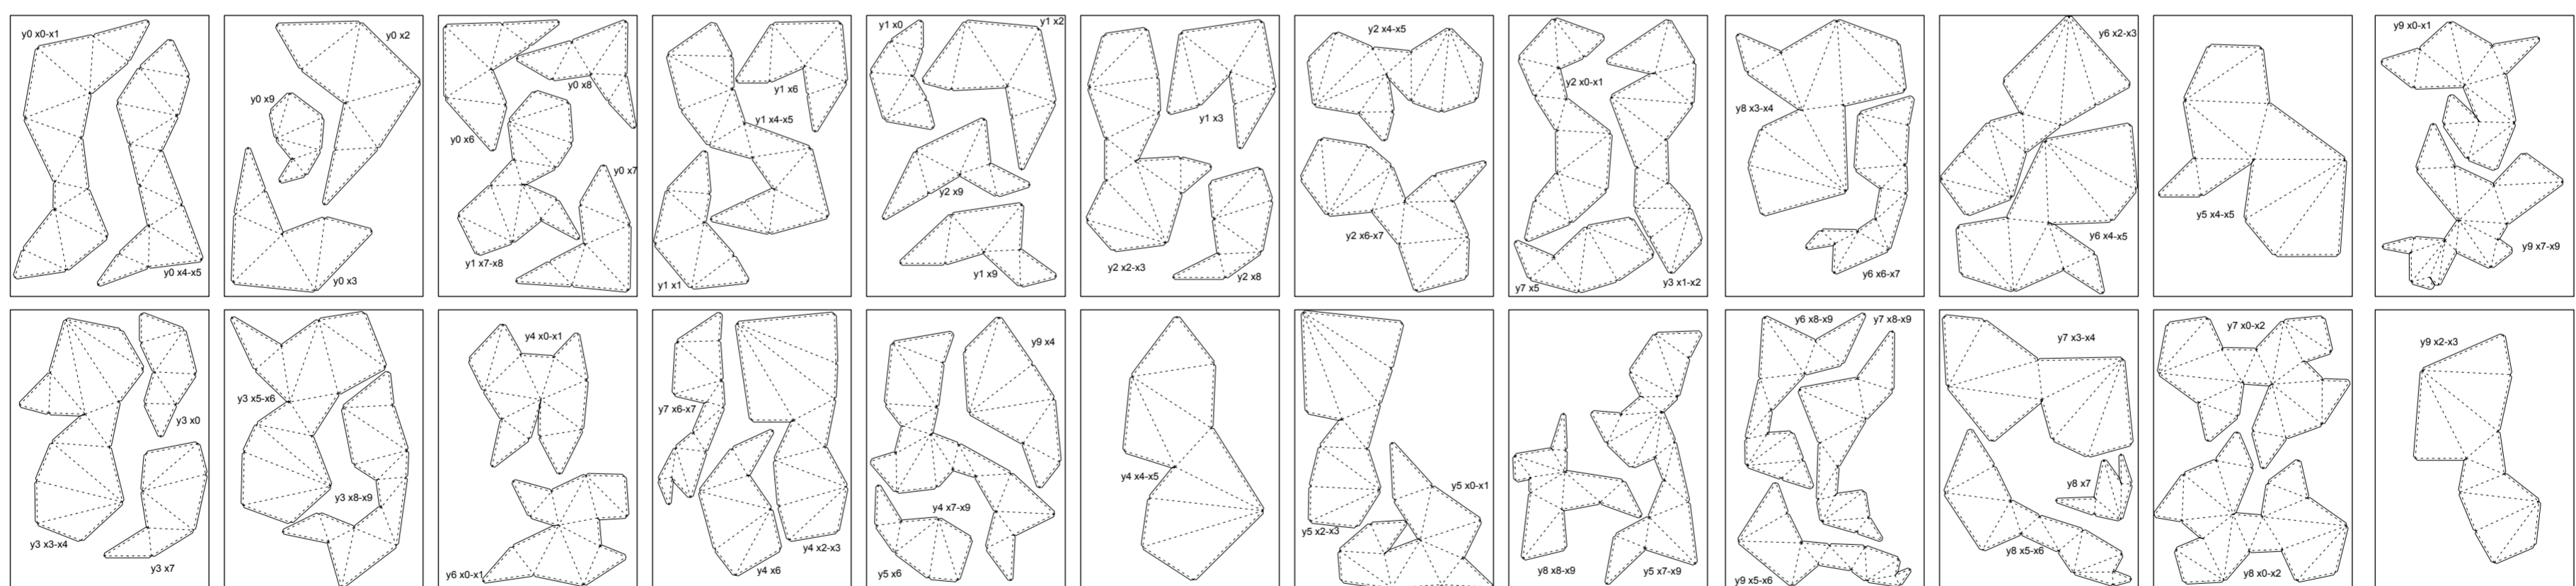 y0 x0-x1
y0 x4-x5
y0 x2
y0 x9
y0 x3
y0 x8
y0 x6
y0 x7
y1 x7-x8
y1 x6
y1 x4-x5
y1 x1
y1 x0
y1 x2
y2 x9
y1 x9
y1 x3
y2 x2-x3
y2 x8
y2 x4-x5
y2 x6-x7
y2 x0-x1
y7 x5
y3 x1-x2
y8 x3-x4
y6 x6-x7
y6 x2-x3
y6 x4-x5
y5 x4-x5
y9 x0-x1
y9 x7-x9
y3 x0
y3 x3-x4
y3 x7
y3 x5-x6
y3 x8-x9
y4 x0-x1
y6 x0-x1
y7 x6-x7
y4 x2-x3
y4 x6
y9 x4
y4 x7-x9
y5 x6
y4 x4-x5
y5 x0-x1
y5 x2-x3
y8 x8-x9
y5 x7-x9
y6 x8-x9
y7 x8-x9
y9 x5-x6
y7 x3-x4
y8 x7
y8 x5-x6
y7 x0-x2
y8 x0-x2
y9 x2-x3